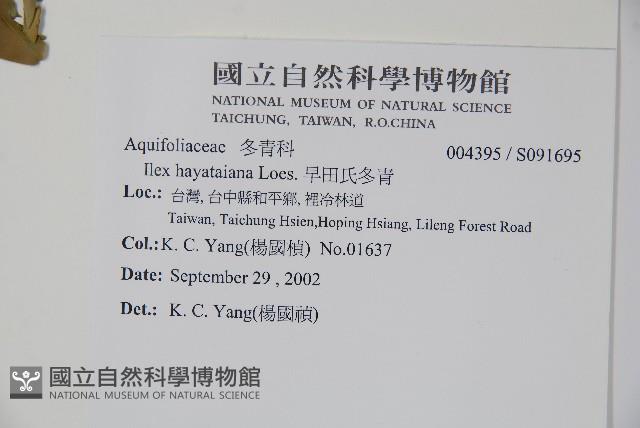 國立自然科學博物館
NATIONAL MUSEUM OF NATURAL SCIENCE
TAICHUNG, TAIWAN, R.O.CHINA
Aquifoliaceae 冬青科 004395 / S091695
Ilex hayataiana Loes. 早田氏冬青
Loc.: 台灣, 台中縣和平鄉, 裡冷林道
Taiwan, Taichung Hsien,Hoping Hsiang, Lileng Forest Road
Col.: K. C. Yang(楊國楨) No.01637
Date: September 29 , 2002
Det.: K. C. Yang(楊國禎)
國立自然科學博物館
NATIONAL MUSEUM OF NATURAL SCIENCE